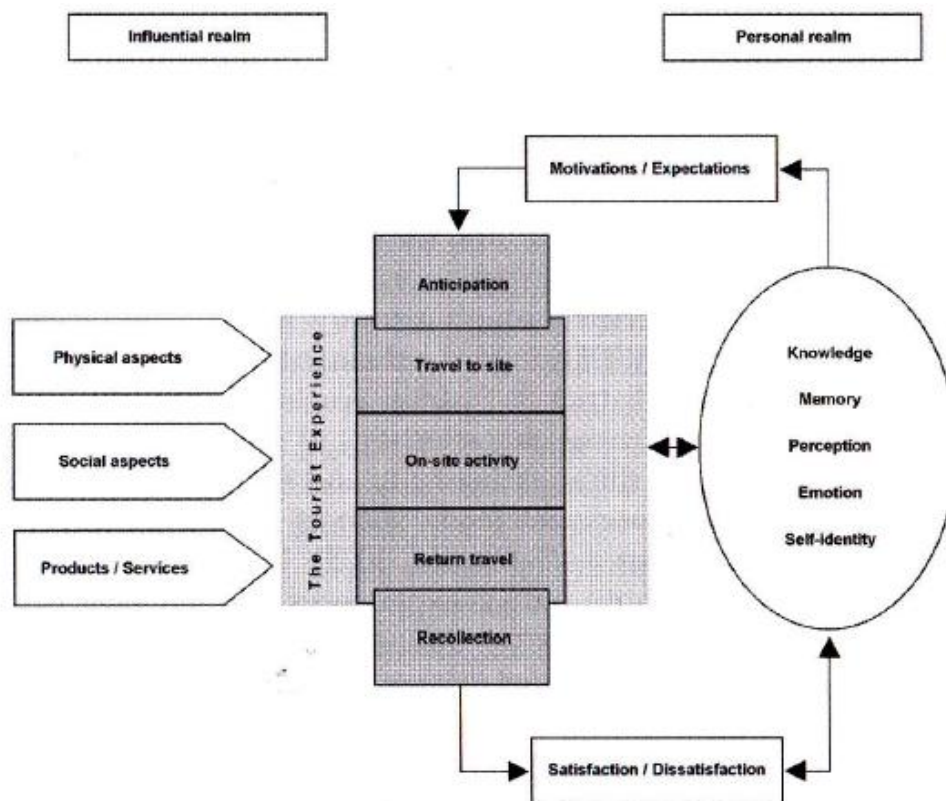 Influential realm
Personal realm
Motivations / Expectations
Anticipation
Physical aspects
Social aspects
Products / Services
The Tourist Experience
Travel to site
On-site activity
Return travel
Recollection
Knowledge
Memory
Perception
Emotion
Self-identity
Satisfaction / Dissatisfaction